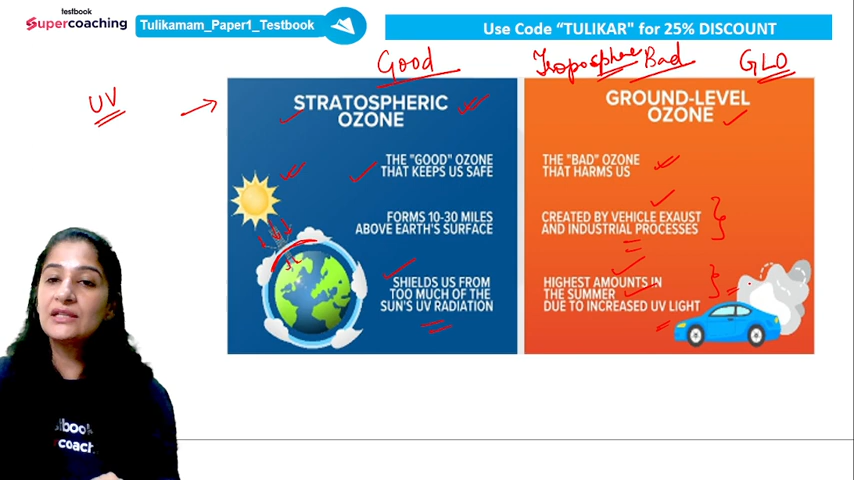 testbook
Supercoaching
Tulikamam_Paper1_Testbook
Use Code “TULIKAR" for 25% DISCOUNT
Good
Troposphere Bad
GLO
UV
STRATOSPHERIC
OZONE
THE "GOOD" OZONE
THAT KEEPS US SAFE
FORMS 10-30 MILES
ABOVE EARTH'S SURFACE
SHIELDS US FROM
TOO MUCH OF THE
SUN'S UV RADIATION
GROUND-LEVEL
OZONE
THE "BAD" OZONE
THAT HARMS US
CREATED BY VEHICLE EXAUST
AND INDUSTRIAL PROCESSES
HIGHEST AMOUNTS IN
THE SUMMER
DUE TO INCREASED UV LIGHT